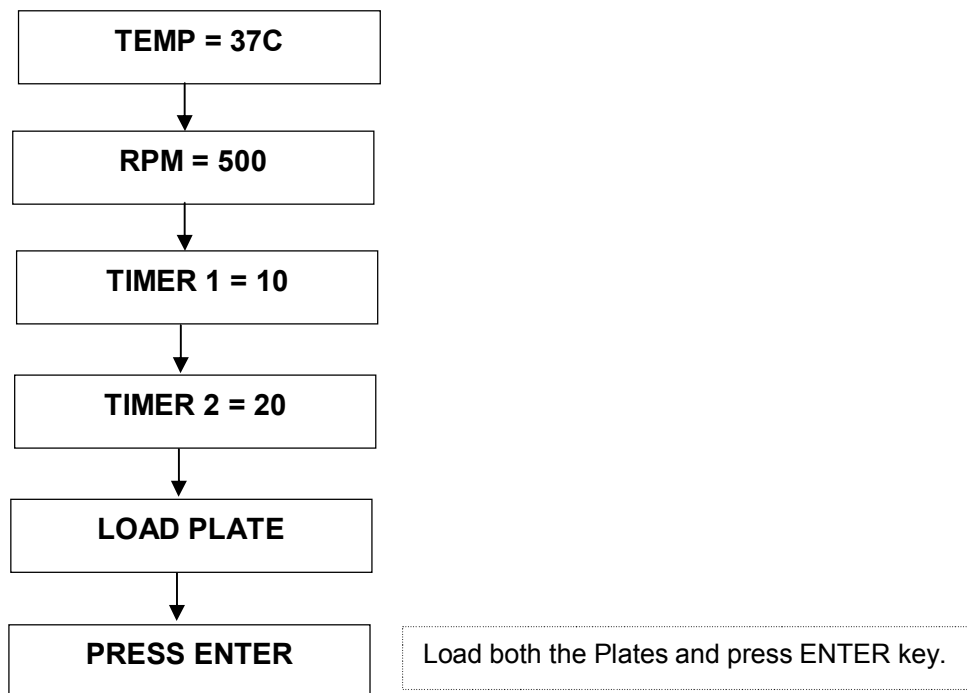 TEMP = 37C
RPM = 500
TIMER 1 = 10
TIMER 2 = 20
LOAD PLATE
PRESS ENTER
Load both the Plates and press ENTER key.